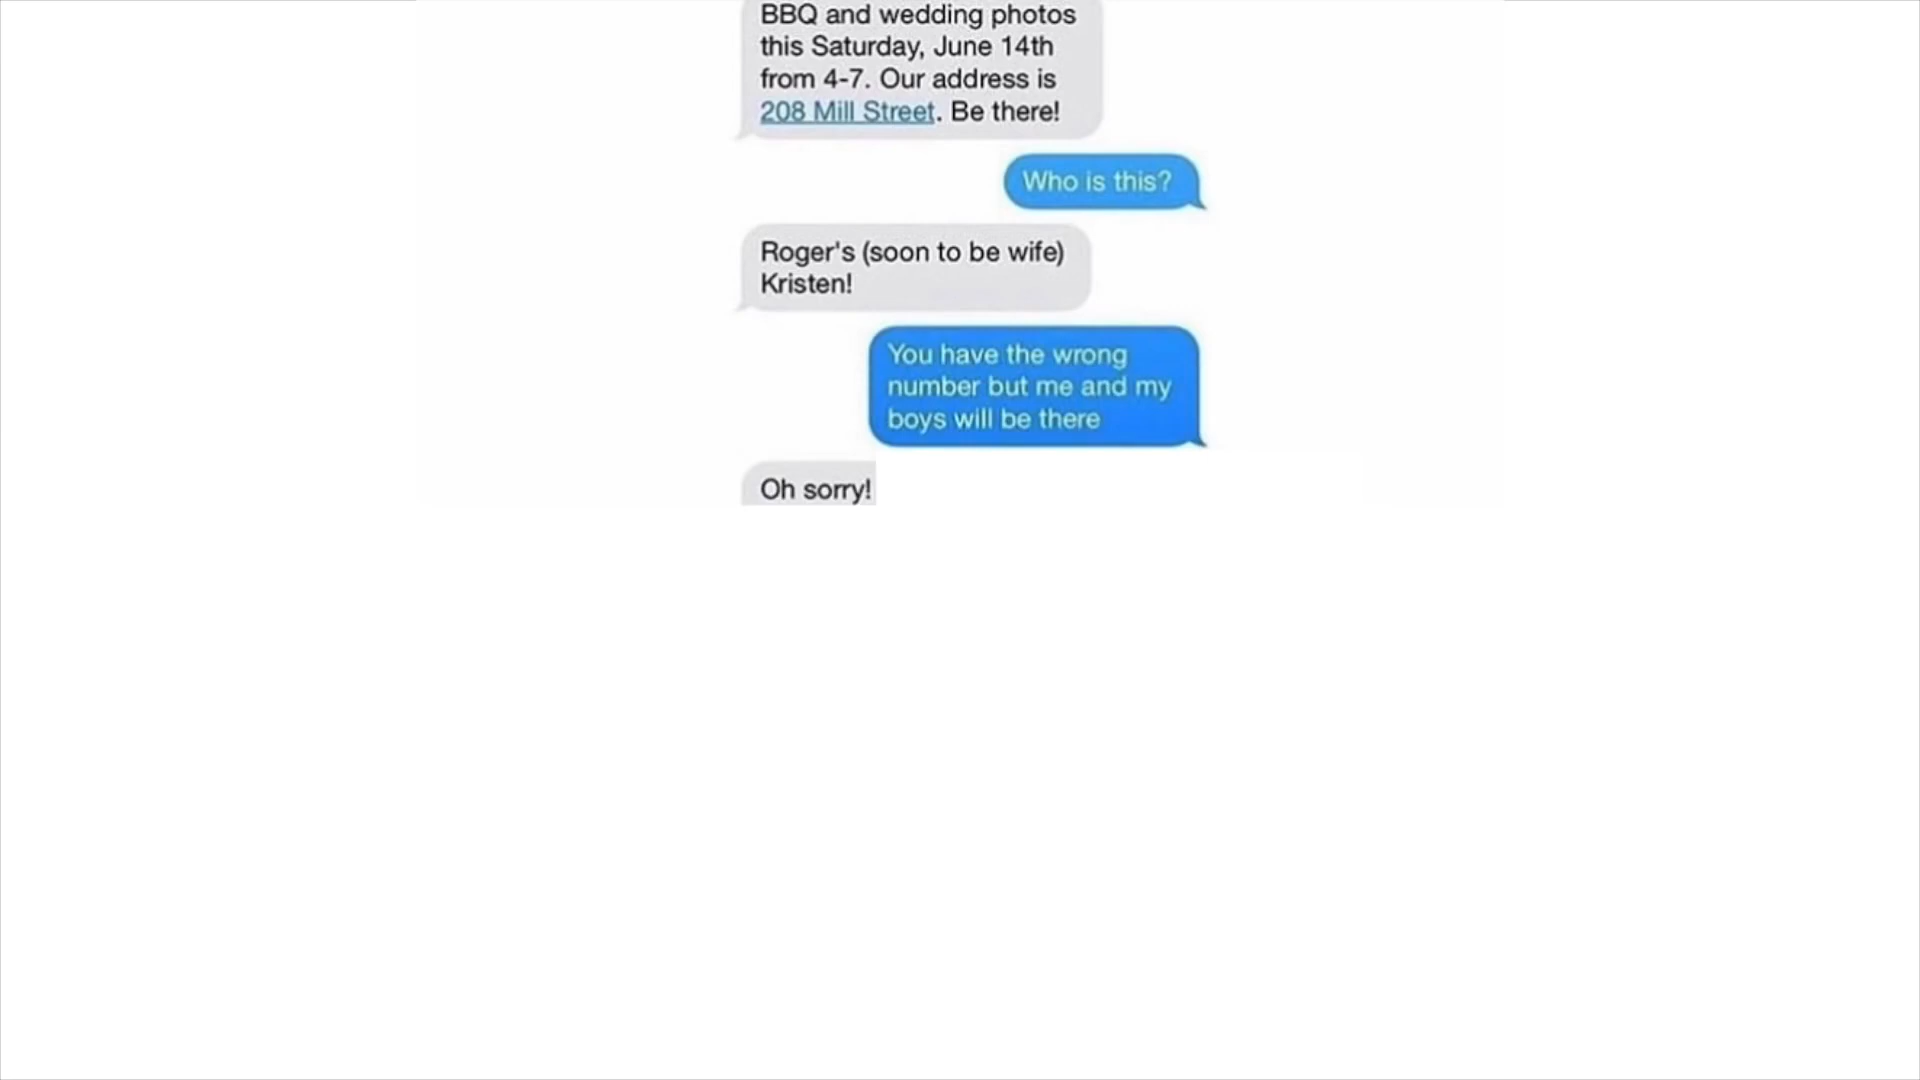 BBQ and wedding photos
this Saturday, June 14th
from 4-7. Our address is
208 Mill Street. Be there!
Who is this?
Roger's (soon to be wife)
Kristen!
You have the wrong
number but me and my
boys will be there
Oh sorry!